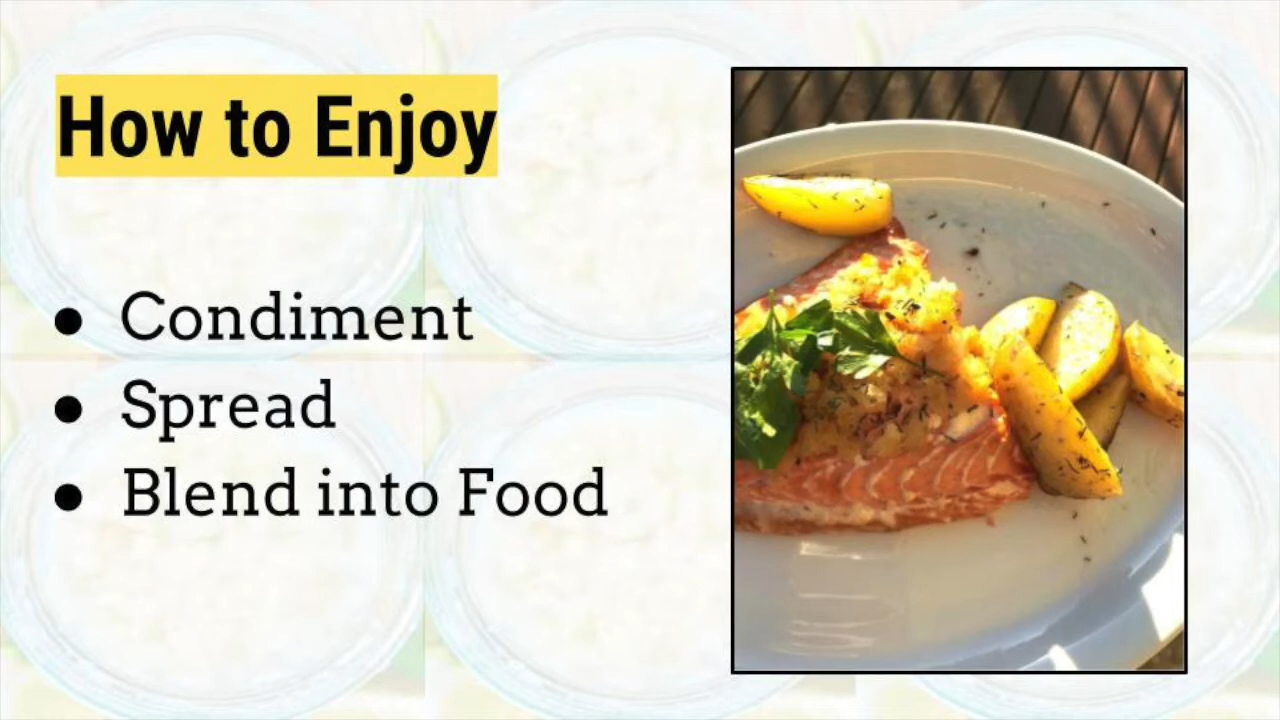 How to Enjoy
● Condiment
● Spread
● Blend into Food